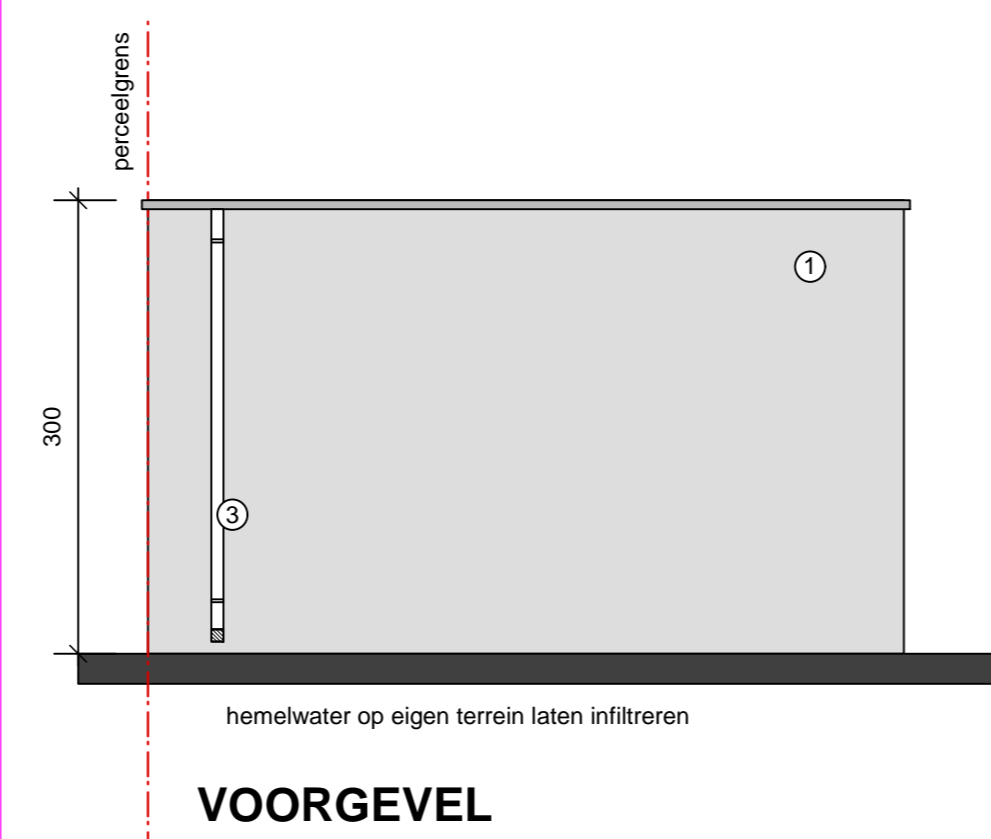 perceelgrens
1
300
3
hemelwater op eigen terrein laten infiltreren
VOORGEVEL